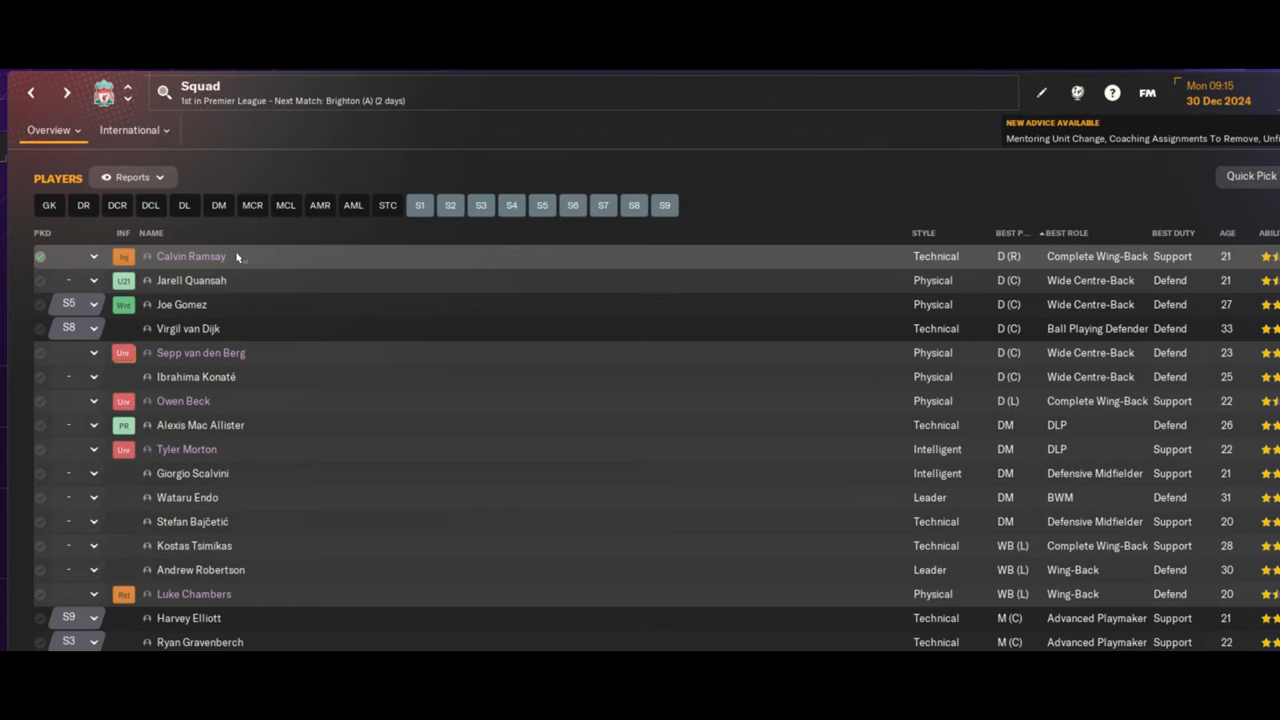 Squad
1st in Premier League - Next Match: Brighton (A) (2 days)
FM
Mon 09:15
30 Dec 2024
Overview International
NEW ADVICE AVAILABLE
Mentoring Unit Change, Coaching Assignments To Remove, Unfi
PLAYERS Reports Quick Pick
GK DR DCR DCL DL DM MCR MCL AMR AML STC S1 S2 S3 S4 S5 S6 S7 S8 S9
PKD INF NAME STYLE BEST P... BEST ROLE BEST DUTY AGE ABILI
Inj Calvin Ramsay Technical D (R) Complete Wing-Back Support 21
- U21 Jarell Quansah Physical D (C) Wide Centre-Back Defend 21
S5 Wnt Joe Gomez Physical D (C) Wide Centre-Back Defend 27
S8 Virgil van Dijk Technical D (C) Ball Playing Defender Defend 33
Unr Sepp van den Berg Physical D (C) Wide Centre-Back Defend 23
- Ibrahima Konaté Physical D (C) Wide Centre-Back Defend 25
- Unr Owen Beck Physical D (L) Complete Wing-Back Support 22
- PR Alexis Mac Allister Technical DM DLP Defend 26
Unr Tyler Morton Intelligent DM DLP Support 22
- Giorgio Scalvini Intelligent DM Defensive Midfielder Support 21
- Wataru Endo Leader DM BWM Defend 31
- Stefan Bajčetić Technical DM Defensive Midfielder Support 20
- Kostas Tsimikas Technical WB (L) Complete Wing-Back Support 28
- Andrew Robertson Leader WB (L) Wing-Back Defend 30
- Rst Luke Chambers Physical WB (L) Wing-Back Defend 20
S9 Harvey Elliott Technical M (C) Advanced Playmaker Support 21
S3 Ryan Gravenberch Technical M (C) Advanced Playmaker Support 22